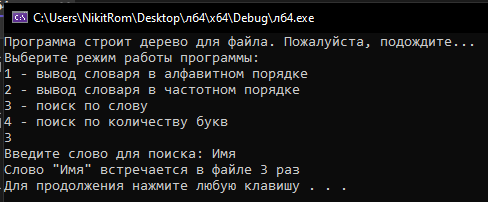 C:\Users\NikitRom\Desktop\л64\x64\Debug\л64.exe
Программа строит дерево для файла. Пожалуйста, подождите...
Выберите режим работы программы:
1 - вывод словаря в алфавитном порядке
2 - вывод словаря в частотном порядке
3 - поиск по слову
4 - поиск по количеству букв
3
Введите слово для поиска: Имя
Слово "Имя" встречается в файле 3 раз
Для продолжения нажмите любую клавишу . . .